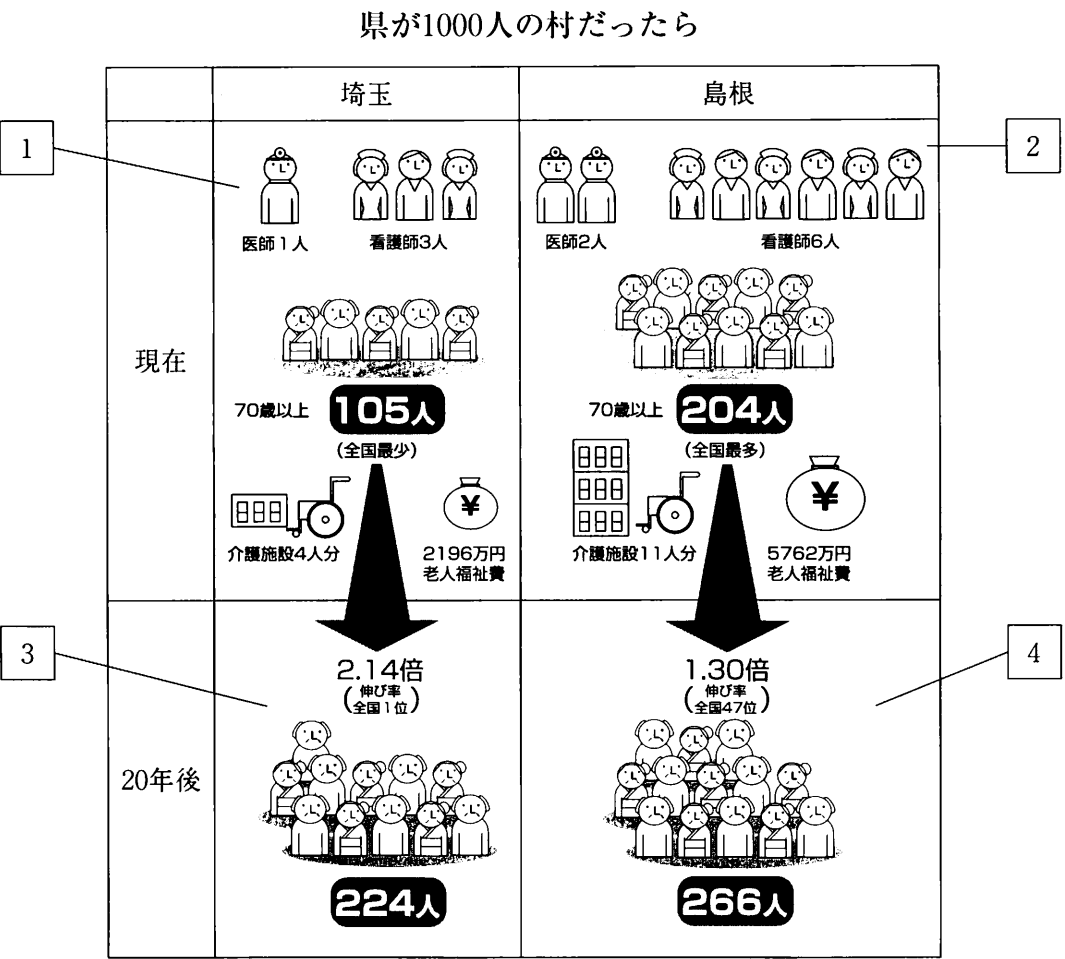 県が1000人の村だったら
埼玉
島根
1
2
現在
医師1人
看護師3人
医師2人
看護師6人
70歳以上
105人
(全国最少)
70歳以上
204人
(全国最多)
¥
介護施設4人分
2196万円
老人福祉費
¥
介護施設11人分
5762万円
老人福祉費
3
4
20年後
2.14倍
(伸び率
全国1位)
224人
1.30倍
(伸び率
全国47位)
266人